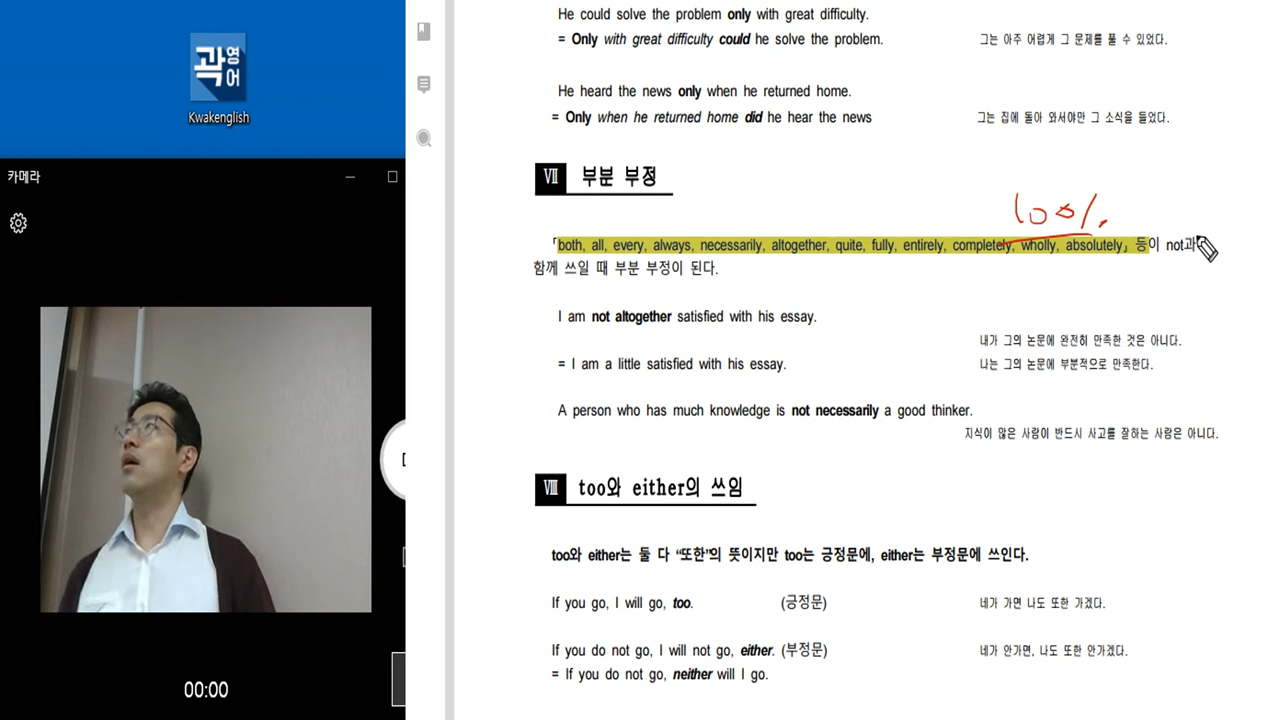 곽영어
Kwakenglish
카메라
00:00
He could solve the problem only with great difficulty.
= Only with great difficulty could he solve the problem. 그는 아주 어렵게 그 문제를 풀 수 있었다.
He heard the news only when he returned home.
= Only when he returned home did he hear the news 그는 집에 돌아 와서야만 그 소식을 들었다.
Ⅶ 부분 부정
100%
「both, all, every, always, necessarily, altogether, quite, fully, entirely, completely, wholly, absolutely」등이 not과
함께 쓰일 때 부분 부정이 된다.
I am not altogether satisfied with his essay.
내가 그의 논문에 완전히 만족한 것은 아니다.
= I am a little satisfied with his essay. 나는 그의 논문에 부분적으로 만족한다.
A person who has much knowledge is not necessarily a good thinker.
지식이 많은 사람이 반드시 사고를 잘하는 사람은 아니다.
Ⅷ too와 either의 쓰임
too와 either는 둘 다 “또한”의 뜻이지만 too는 긍정문에, either는 부정문에 쓰인다.
If you go, I will go, too. (긍정문) 네가 가면 나도 또한 가겠다.
If you do not go, I will not go, either. (부정문) 네가 안가면, 나도 또한 안가겠다.
= If you do not go, neither will I go.